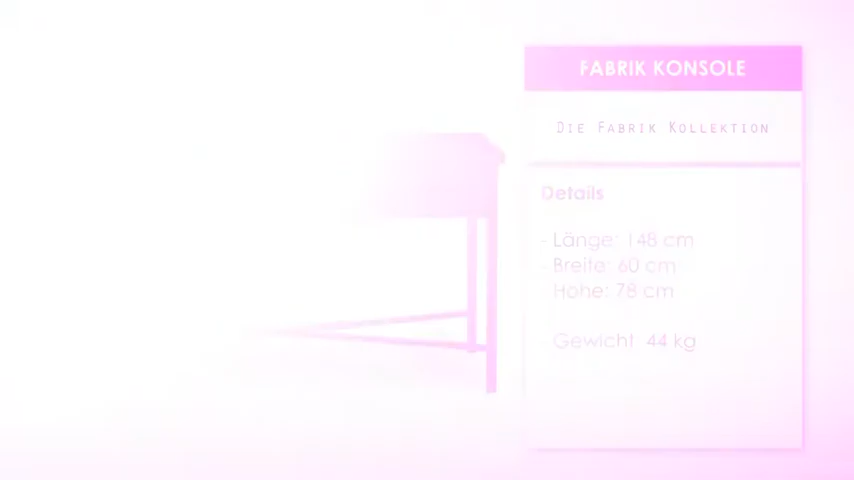 FABRIK KONSOLE
Die Fabrik Kollektion
Details
- Länge: 148 cm
- Breite: 60 cm
Höhe: 78 cm
Gewicht 44 kg